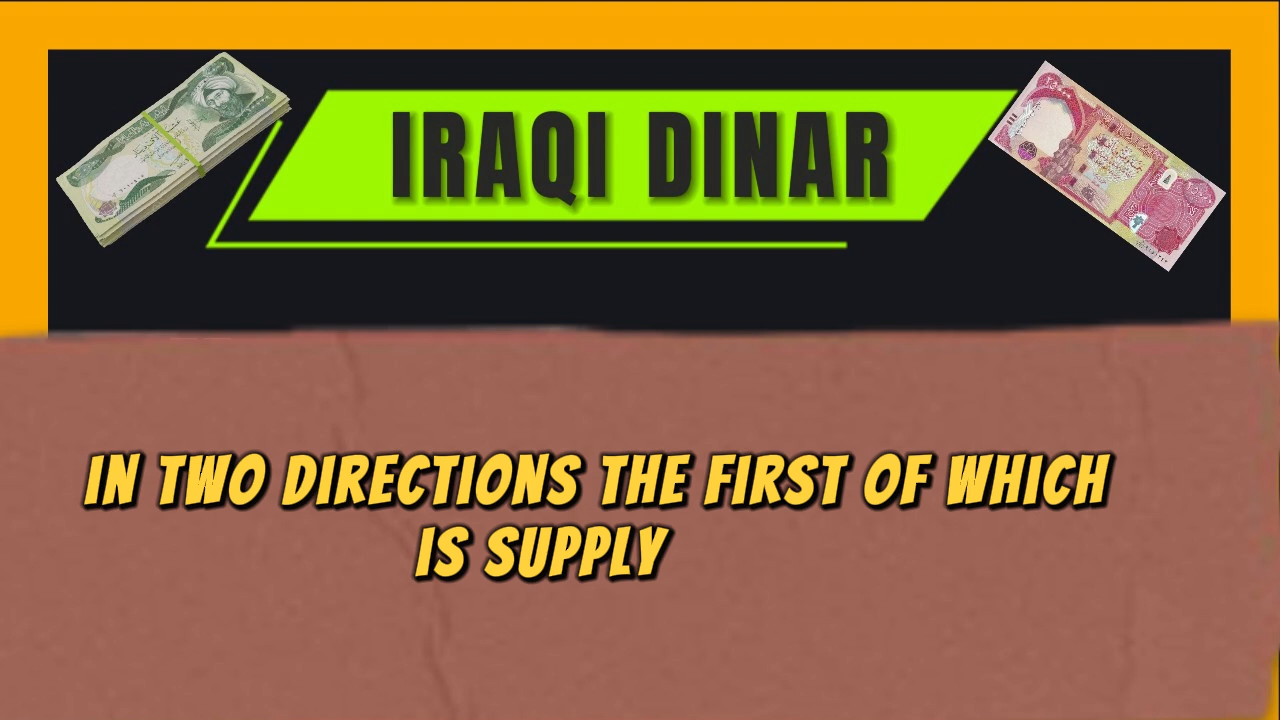 IRAQI DINAR
IN TWO DIRECTIONS THE FIRST OF WHICH
IS SUPPLY